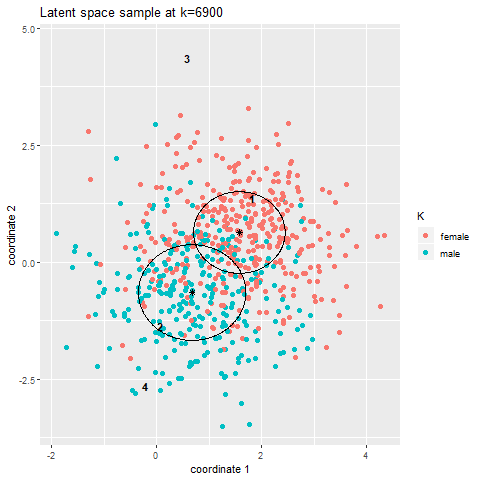 Latent space sample at k=6900
5.0
2.5
0.0
-2.5
coordinate 2
3
1
2
4
-2
0
2
4
coordinate 1
K
female
male